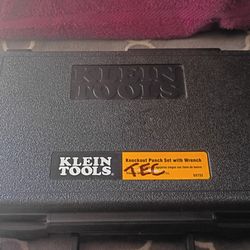 KLEIN
TOOLS
KLEIN
TOOLS®
Knockout Punch Set with Wrench
TEC